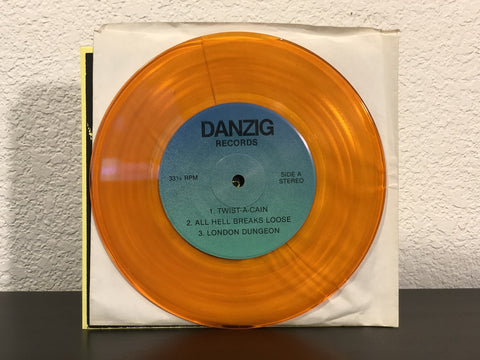 DANZIG
RECORDS
33⅓ RPM
SIDE A
STEREO
1. TWIST-A-CAIN
2. ALL HELL BREAKS LOOSE
3. LONDON DUNGEON